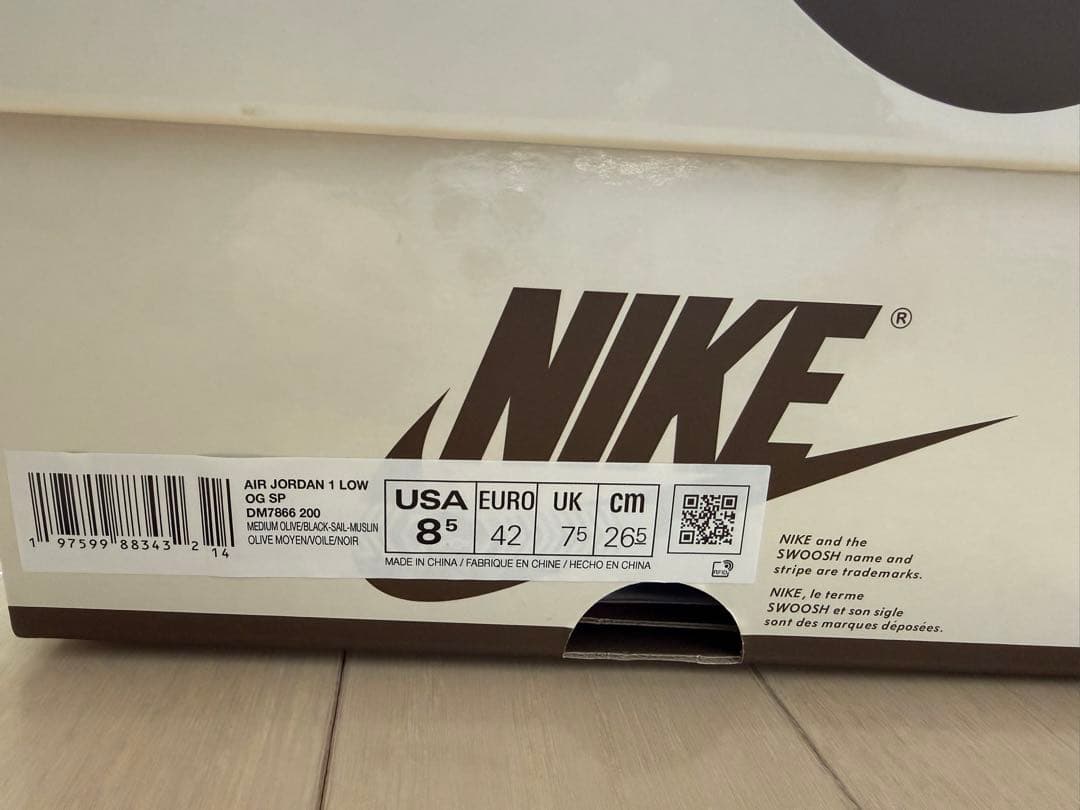 NIKE ®
AIR JORDAN 1 LOW
OG SP
DM7866 200
MEDIUM OLIVE/BLACK-SAIL-MUSLIN
OLIVE MOYEN/VOILE/NOIR
1 97599 88343 2 14
USA EURO UK cm
85 42 75 265
MADE IN CHINA / FABRIQUE EN CHINE / HECHO EN CHINA
RFID
NIKE and the
SWOOSH name and
stripe are trademarks.
NIKE, le terme
SWOOSH et son sigle
sont des marques déposées.